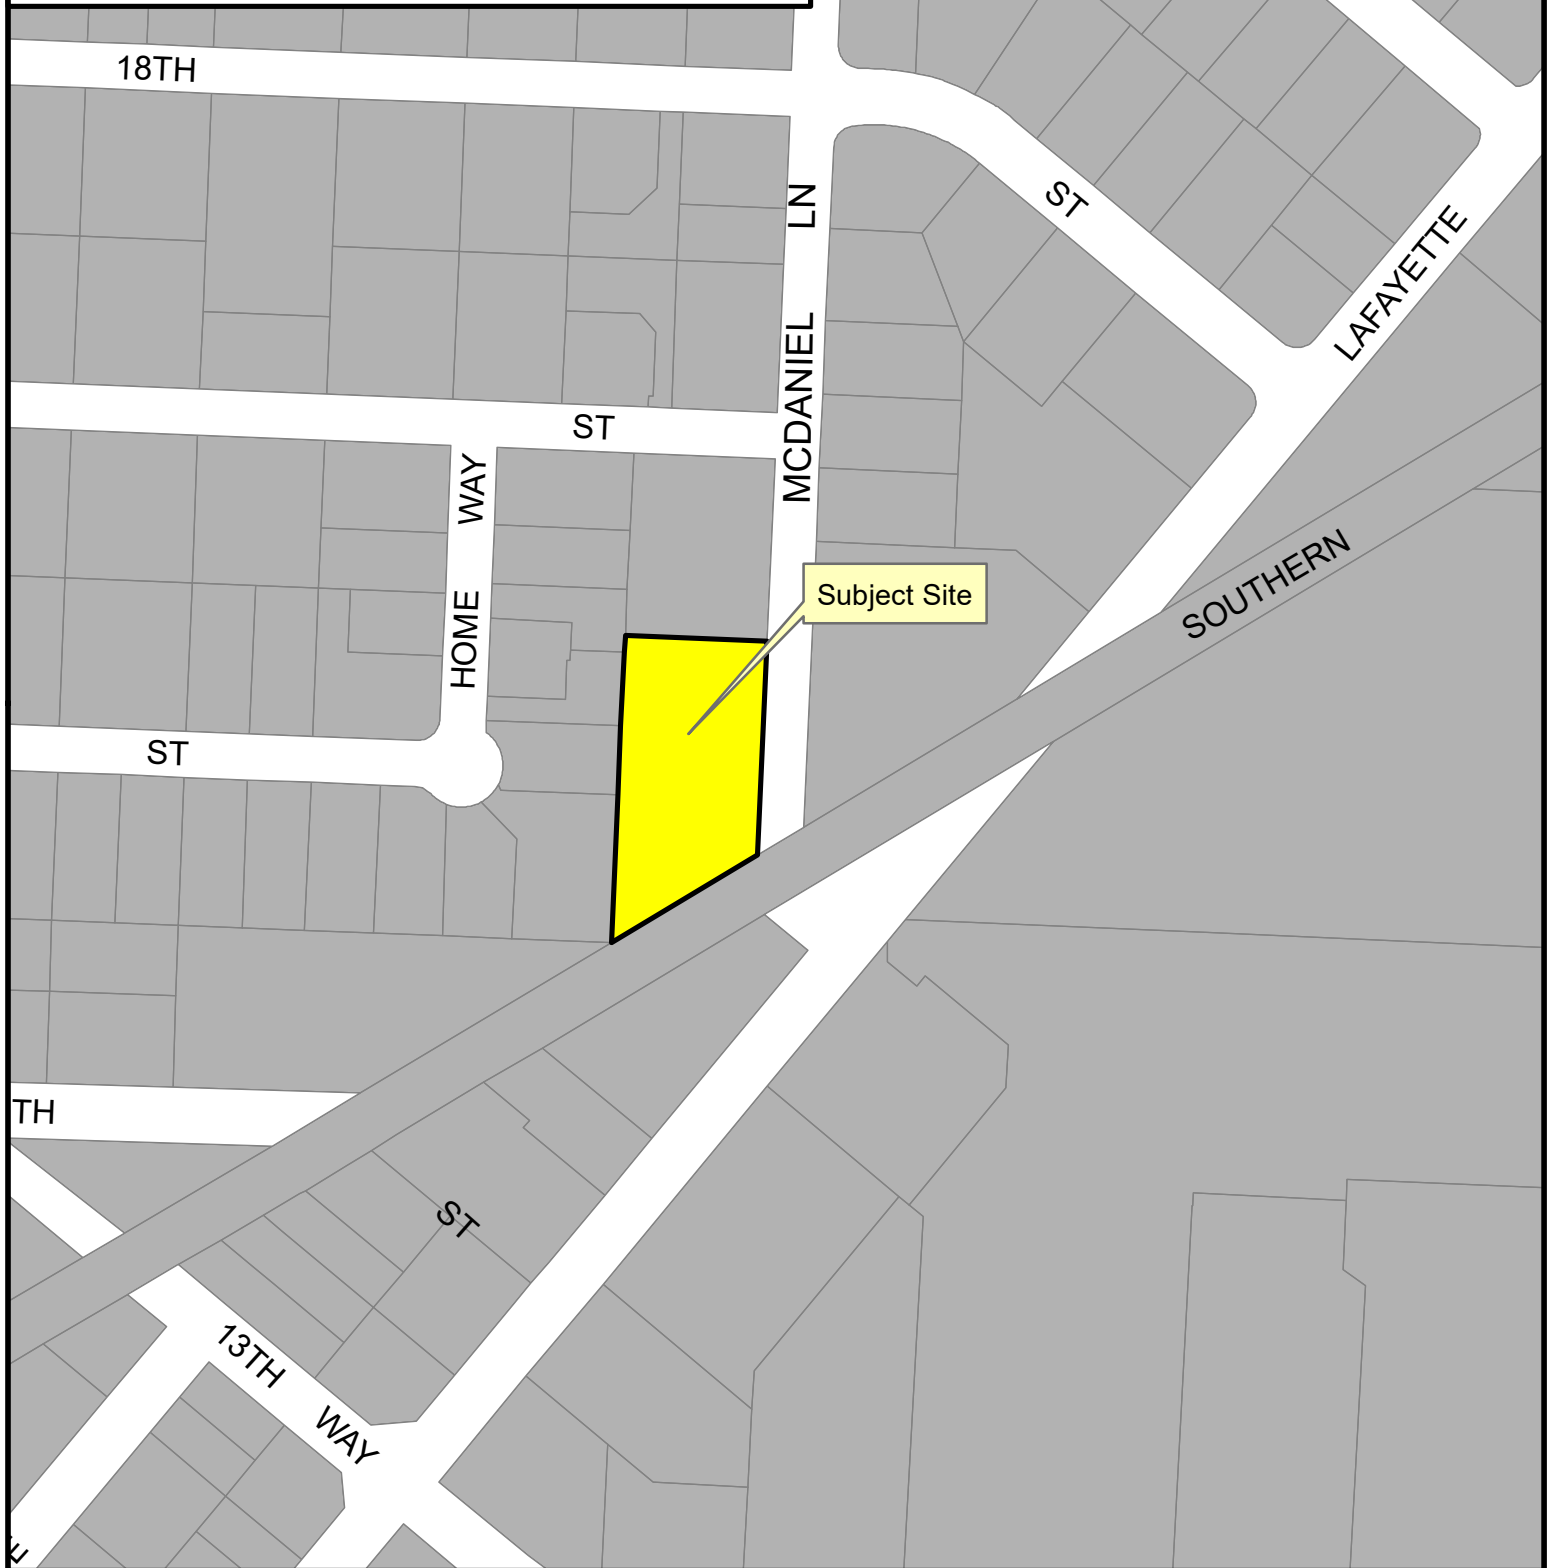 18TH
ST
LN
MCDANIEL
LAFAYETTE
ST
WAY
HOME
SOUTHERN
Subject Site
ST
TH
ST
13TH
WAY
E